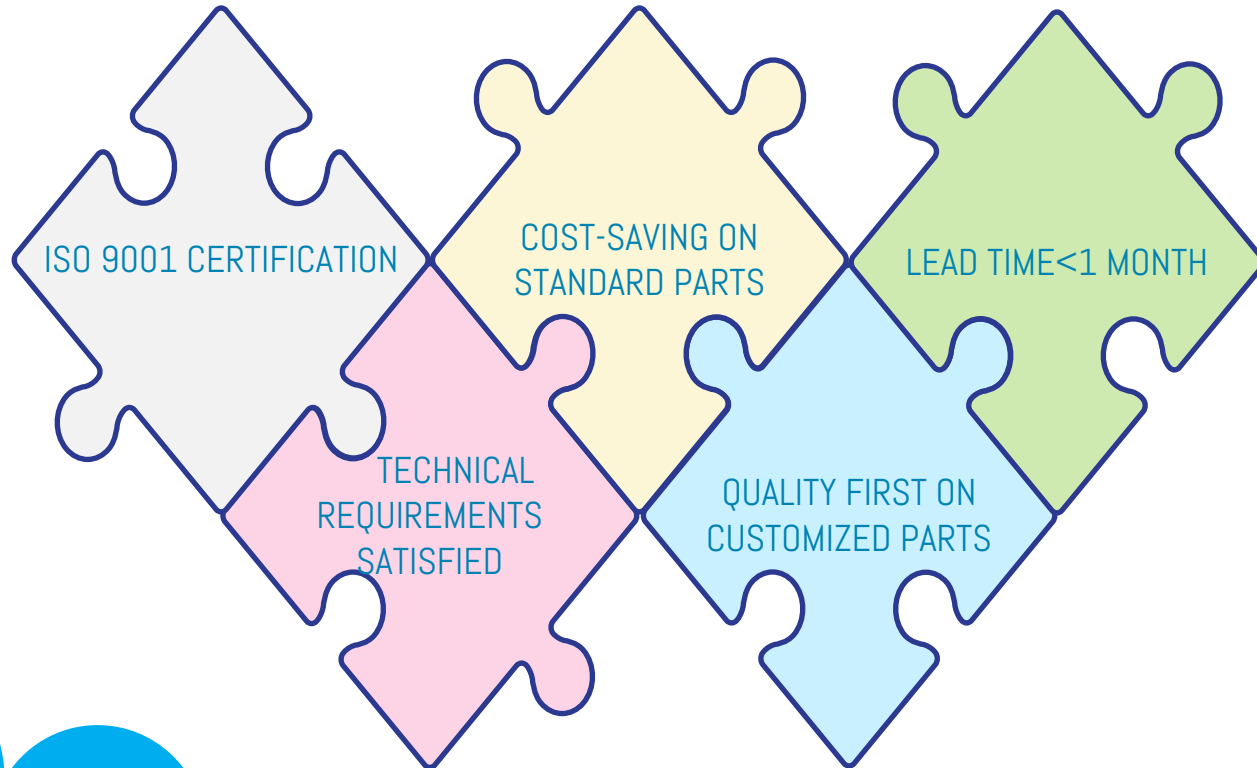 ISO 9001 CERTIFICATION
COST-SAVING ON
STANDARD PARTS
LEAD TIME<1 MONTH
TECHNICAL
REQUIREMENTS
SATISFIED
QUALITY FIRST ON
CUSTOMIZED PARTS